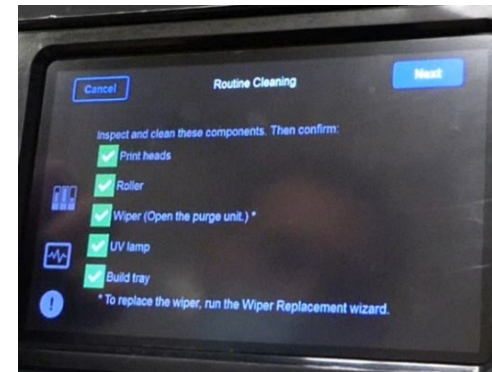 Cancel
Routine Cleaning
Next
Inspect and clean these components. Then confirm:
Print heads
Roller
Wiper (Open the purge unit.) *
UV lamp
Build tray
* To replace the wiper, run the Wiper Replacement wizard.